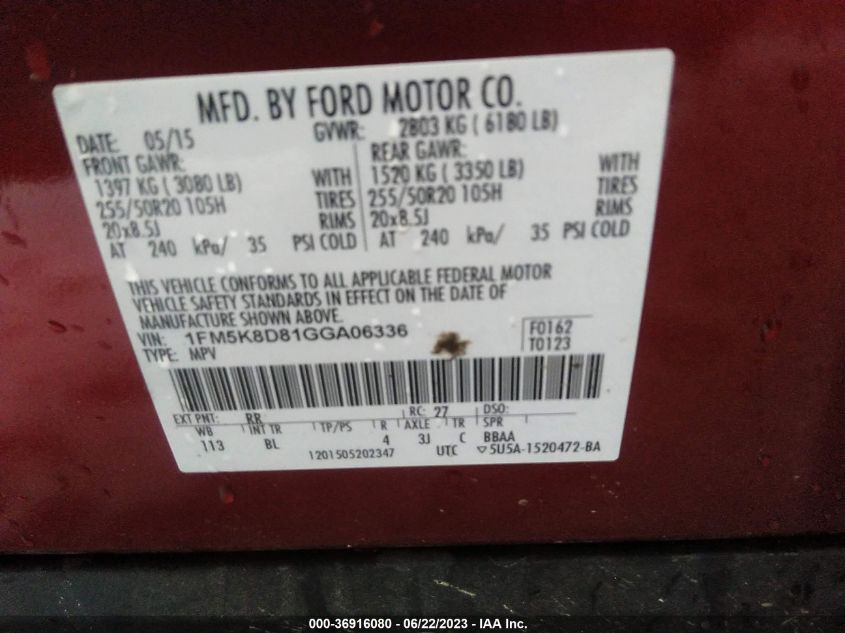 MFD. BY FORD MOTOR CO.
DATE: 05/15 GVWR: 2803 KG ( 6180 LB)
FRONT GAWR: REAR GAWR:
1397 KG ( 3080 LB) WITH 1520 KG ( 3350 LB) WITH
255/50R20 105H TIRES 255/50R20 105H TIRES
20x8.5J RIMS 20x8.5J RIMS
AT 240 kPa/ 35 PSI COLD AT 240 kPa/ 35 PSI COLD
THIS VEHICLE CONFORMS TO ALL APPLICABLE FEDERAL MOTOR
VEHICLE SAFETY STANDARDS IN EFFECT ON THE DATE OF
MANUFACTURE SHOWN ABOVE.
VIN: 1FM5K8D81GGA06336 F0162
TYPE: MPV T0123
EXT PNT: RR RC: 27 DSO:
WB INT TR TP/PS R AXLE TR SPR
113 BL 4 3J C BBAA
1201505202347 UTC ▽5U5A-1520472-BA
000-36916080 - 06/22/2023 - IAA Inc.